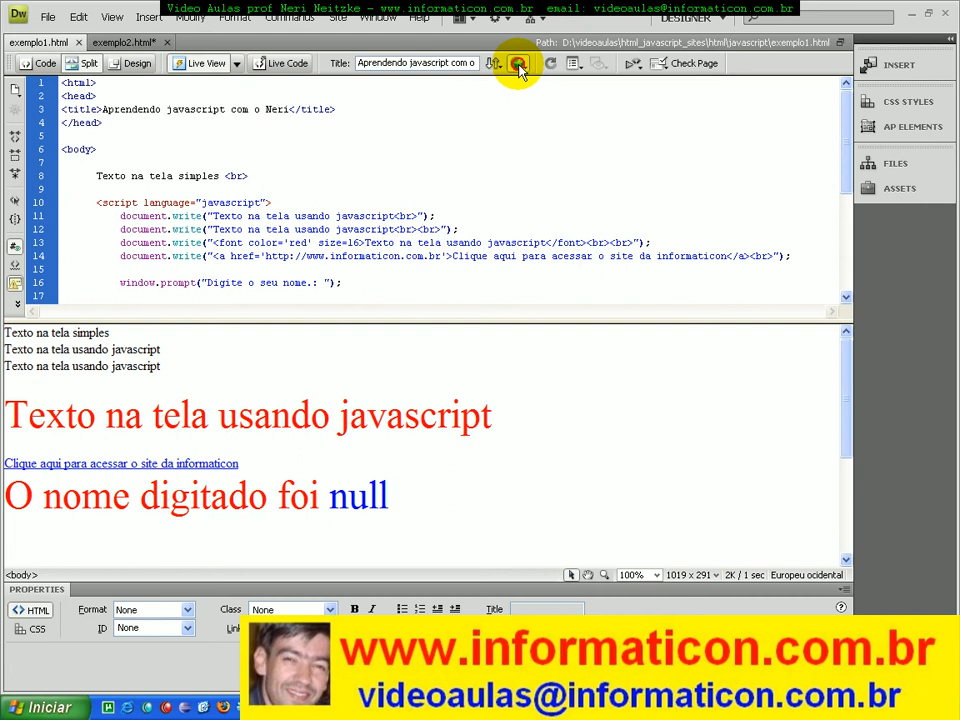 Video Aulas prof Neri Neitzke - www.informaticon.com.br email: videoaulas@informaticon.com.br
Dw File Edit View Insert Modify Format Commands Site Window Help DESIGNER
exemplo1.html exemplo2.html* Path: D:\videoaulas\html_javascript_sites\html\javascript\exemplo1.html
Code Split Design Live View Live Code Title: Aprendendo javascript com o Check Page
1 <html>
2 <head>
3 <title>Aprendendo javascript com o Neri</title>
4 </head>
5
6 <body>
7
8 Texto na tela simples <br>
9
10 <script language="javascript">
11 document.write("Texto na tela usando javascript<br>");
12 document.write("Texto na tela usando javascript<br><br>");
13 document.write("<font color='red' size=16>Texto na tela usando javascript</font><br><br>");
14 document.write("<a href='http://www.informaticon.com.br'>Clique aqui para acessar o site da informaticon</a><br>");
15
16 window.prompt("Digite o seu nome.: ");
17
INSERT
CSS STYLES
AP ELEMENTS
FILES
ASSETS
Texto na tela simples
Texto na tela usando javascript
Texto na tela usando javascript
Texto na tela usando javascript
Clique aqui para acessar o site da informaticon
O nome digitado foi null
<body> 100% 1019 x 291 2K / 1 sec Europeu ocidental
PROPERTIES
<> HTML Format None Class None B I Title
CSS ID None Link
www.informaticon.com.br
videoaulas@informaticon.com.br
Iniciar